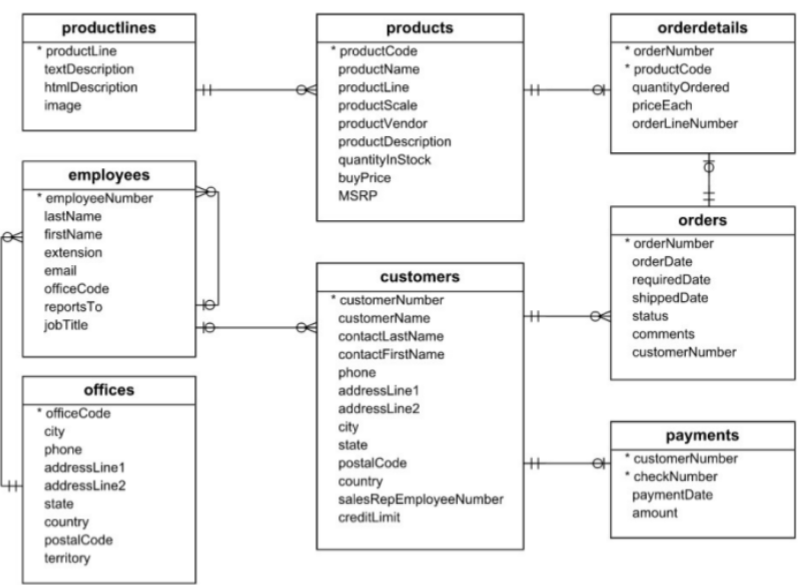 productlines
* productLine
textDescription
htmlDescription
image
products
* productCode
productName
productLine
productScale
productVendor
productDescription
quantityInStock
buyPrice
MSRP
orderdetails
* orderNumber
* productCode
quantityOrdered
priceEach
orderLineNumber
employees
* employeeNumber
lastName
firstName
extension
email
officeCode
reportsTo
jobTitle
customers
* customerNumber
customerName
contactLastName
contactFirstName
phone
addressLine1
addressLine2
city
state
postalCode
country
salesRepEmployeeNumber
creditLimit
orders
* orderNumber
orderDate
requiredDate
shippedDate
status
comments
customerNumber
offices
* officeCode
city
phone
addressLine1
addressLine2
state
country
postalCode
territory
payments
* customerNumber
* checkNumber
paymentDate
amount